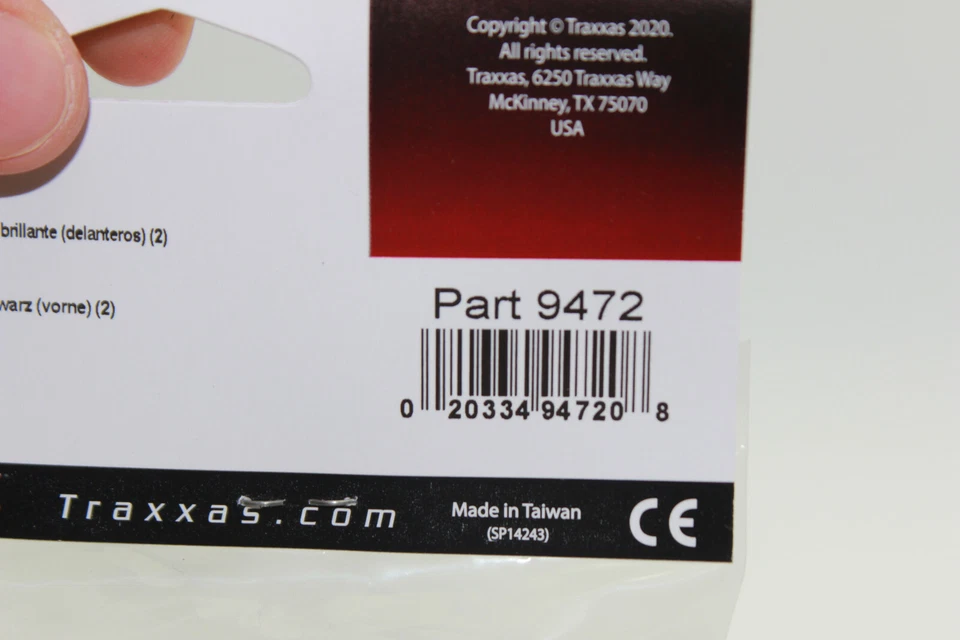 Copyright © Traxxas 2020.
All rights reserved.
Traxxas, 6250 Traxxas Way
McKinney, TX 75070
USA
brillante (delanteros) (2)
warz (vorne) (2)
Part 9472
0 20334 94720 8
Traxxas.com
Made in Taiwan
(SP14243)
CE